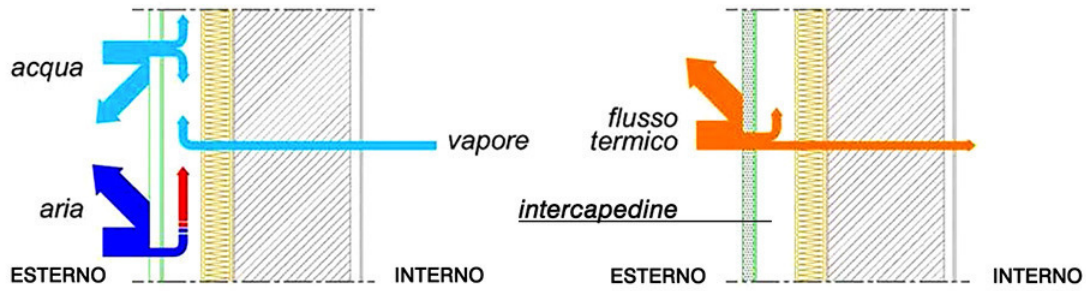 acqua
vapore
aria
ESTERNO
INTERNO
flusso
termico
intercapedine
ESTERNO
INTERNO